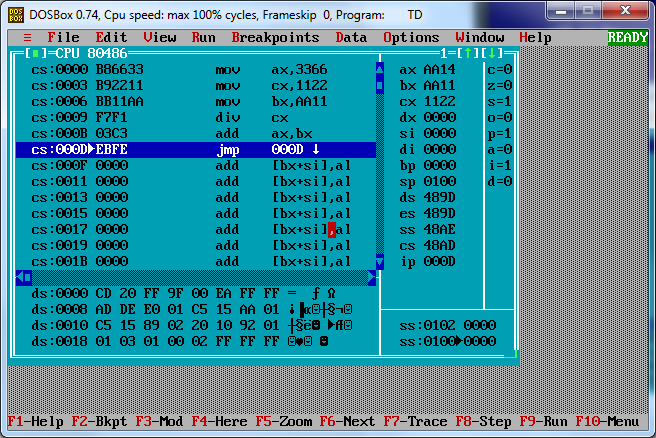 DOSBox 0.74, Cpu speed: max 100% cycles, Frameskip 0, Program: TD
≡ File Edit View Run Breakpoints Data Options Window Help READY
[■]=CPU 80486 1=[↑][↓]
cs:0000 B86633 mov ax,3366 ax AA14 c=0
cs:0003 B92211 mov cx,1122 bx AA11 z=0
cs:0006 BB11AA mov bx,AA11 cx 1122 s=1
cs:0009 F7F1 div cx dx 0000 o=0
cs:000B 03C3 add ax,bx si 0000 p=1
cs:000D►EBFE jmp 000D ↓ di 0000 a=0
cs:000F 0000 add [bx+si],al bp 0000 i=1
cs:0011 0000 add [bx+si],al sp 0100 d=0
cs:0013 0000 add [bx+si],al ds 489D
cs:0015 0000 add [bx+si],al es 489D
cs:0017 0000 add [bx+si],al ss 48AE
cs:0019 0000 add [bx+si],al cs 48AD
cs:001B 0000 add [bx+si],al ip 000D
ds:0000 CD 20 FF 9F 00 EA FF FF = ƒ Ω
ds:0008 AD DE E0 01 C5 15 AA 01
ds:0010 C5 15 89 02 20 10 92 01 ss:0102 0000
ds:0018 01 03 01 00 02 FF FF FF ss:0100►0000
F1-Help F2-Bkpt F3-Mod F4-Here F5-Zoom F6-Next F7-Trace F8-Step F9-Run F10-Menu